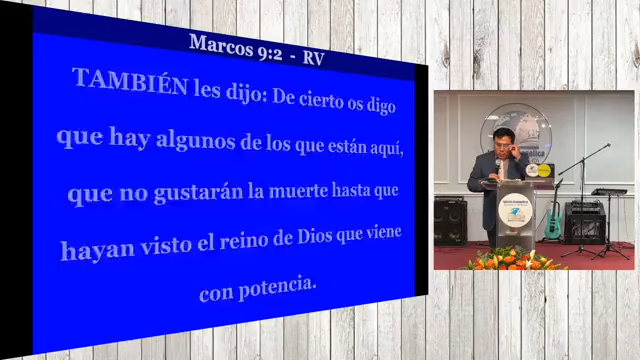 Marcos 9:2 - RV
TAMBIÉN les dijo: De cierto os digo
que hay algunos de los que están aquí,
que no gustarán la muerte hasta que
hayan visto el reino de Dios que viene
con potencia.